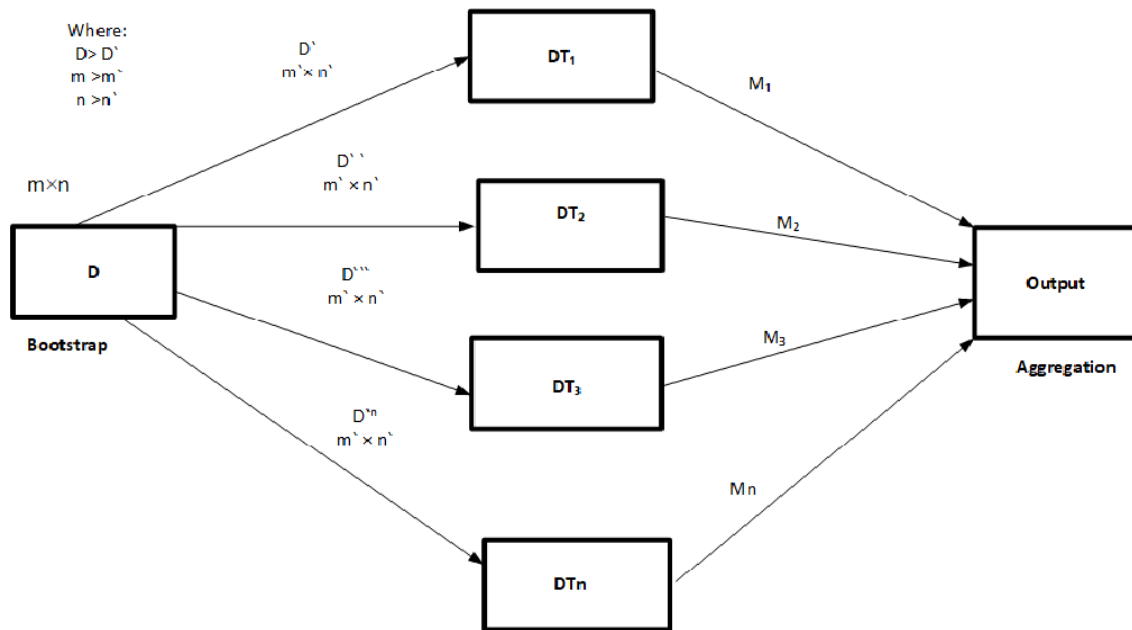 Where:
D> D`
m >m`
n >n`
D`
m`× n`
DT₁
M₁
m×n
D` `
m` × n`
DT₂
M₂
D
Bootstrap
D```
m` × n`
DT₃
M₃
Output
Aggregation
D`ⁿ
m` × n`
Mn
DTn